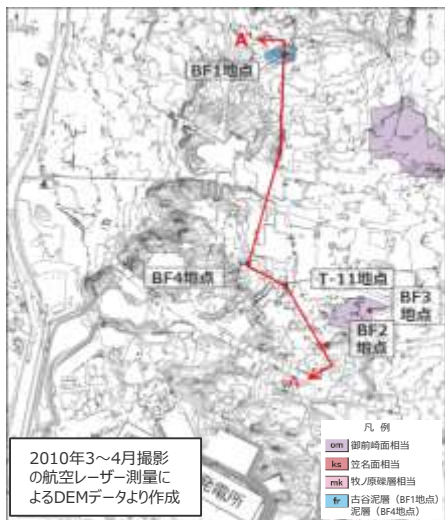 A'
BF1地点
BF4地点
T-11地点
BF3
地点
BF2
地点
A
発電所
2010年3~4月撮影
の航空レーザー測量に
よるDEMデータより作成
凡 例
om 御前崎面相当
ks 笠名面相当
mk 牧ノ原礫層相当
fr 古谷泥層（BF1地点）
泥層（BF4地点）